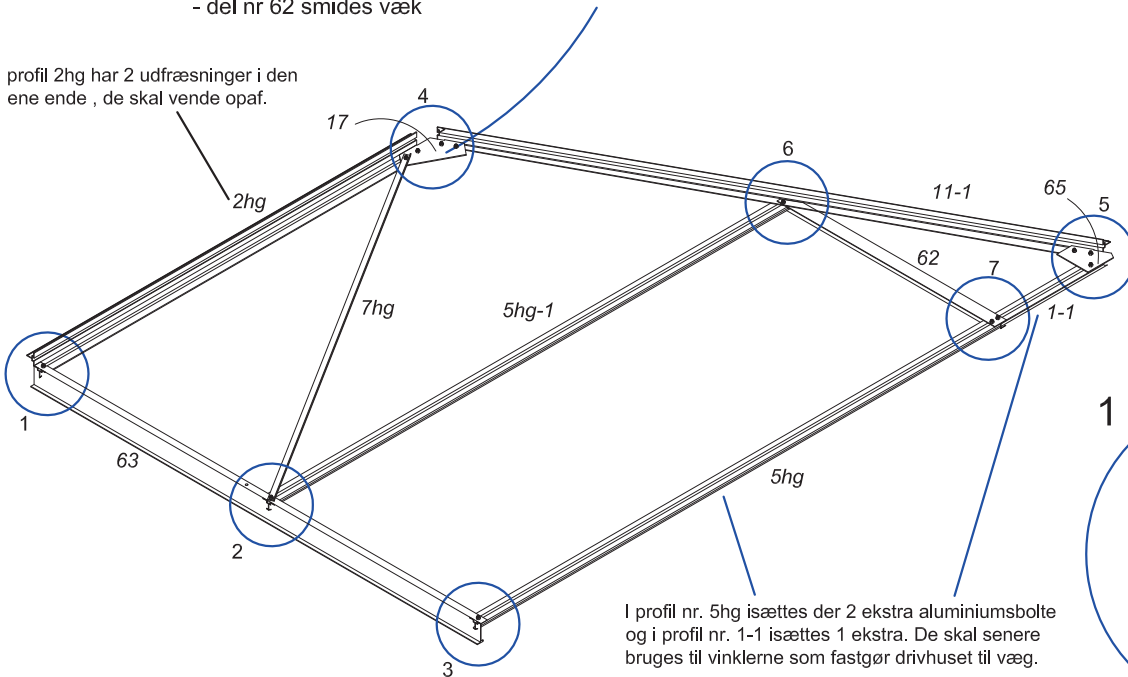 - del nr 62 smides væk
profil 2hg har 2 udfræsninger i den
ene ende , de skal vende opaf.
4
17
6
2hg
11-1
65
5
62
7
7hg
5hg-1
1-1
1
1
63
5hg
2
3
I profil nr. 5hg isættes der 2 ekstra aluminiumsbolte
og i profil nr. 1-1 isættes 1 ekstra. De skal senere
bruges til vinklerne som fastgør drivhuset til væg.